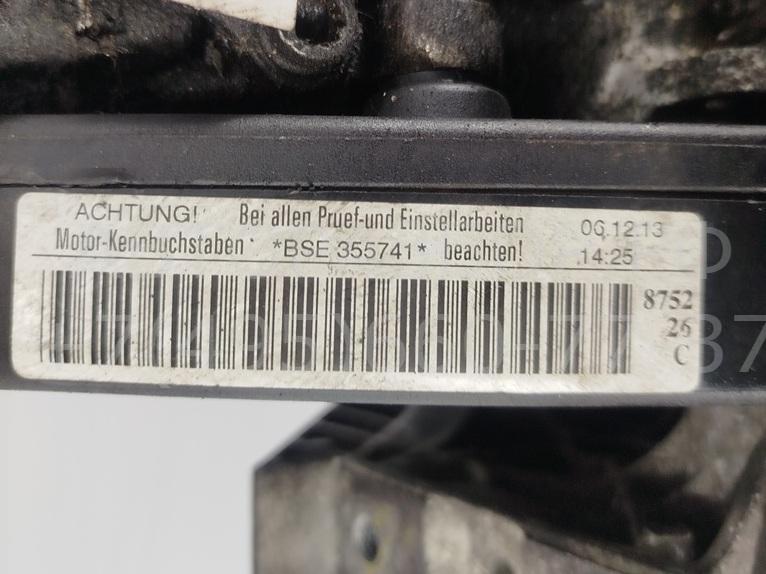 ACHTUNG! Bei allen Pruef-und Einstellarbeiten 06.12.13
Motor-Kennbuchstaben *BSE 355741* beachten! 14:25
8752
26
C